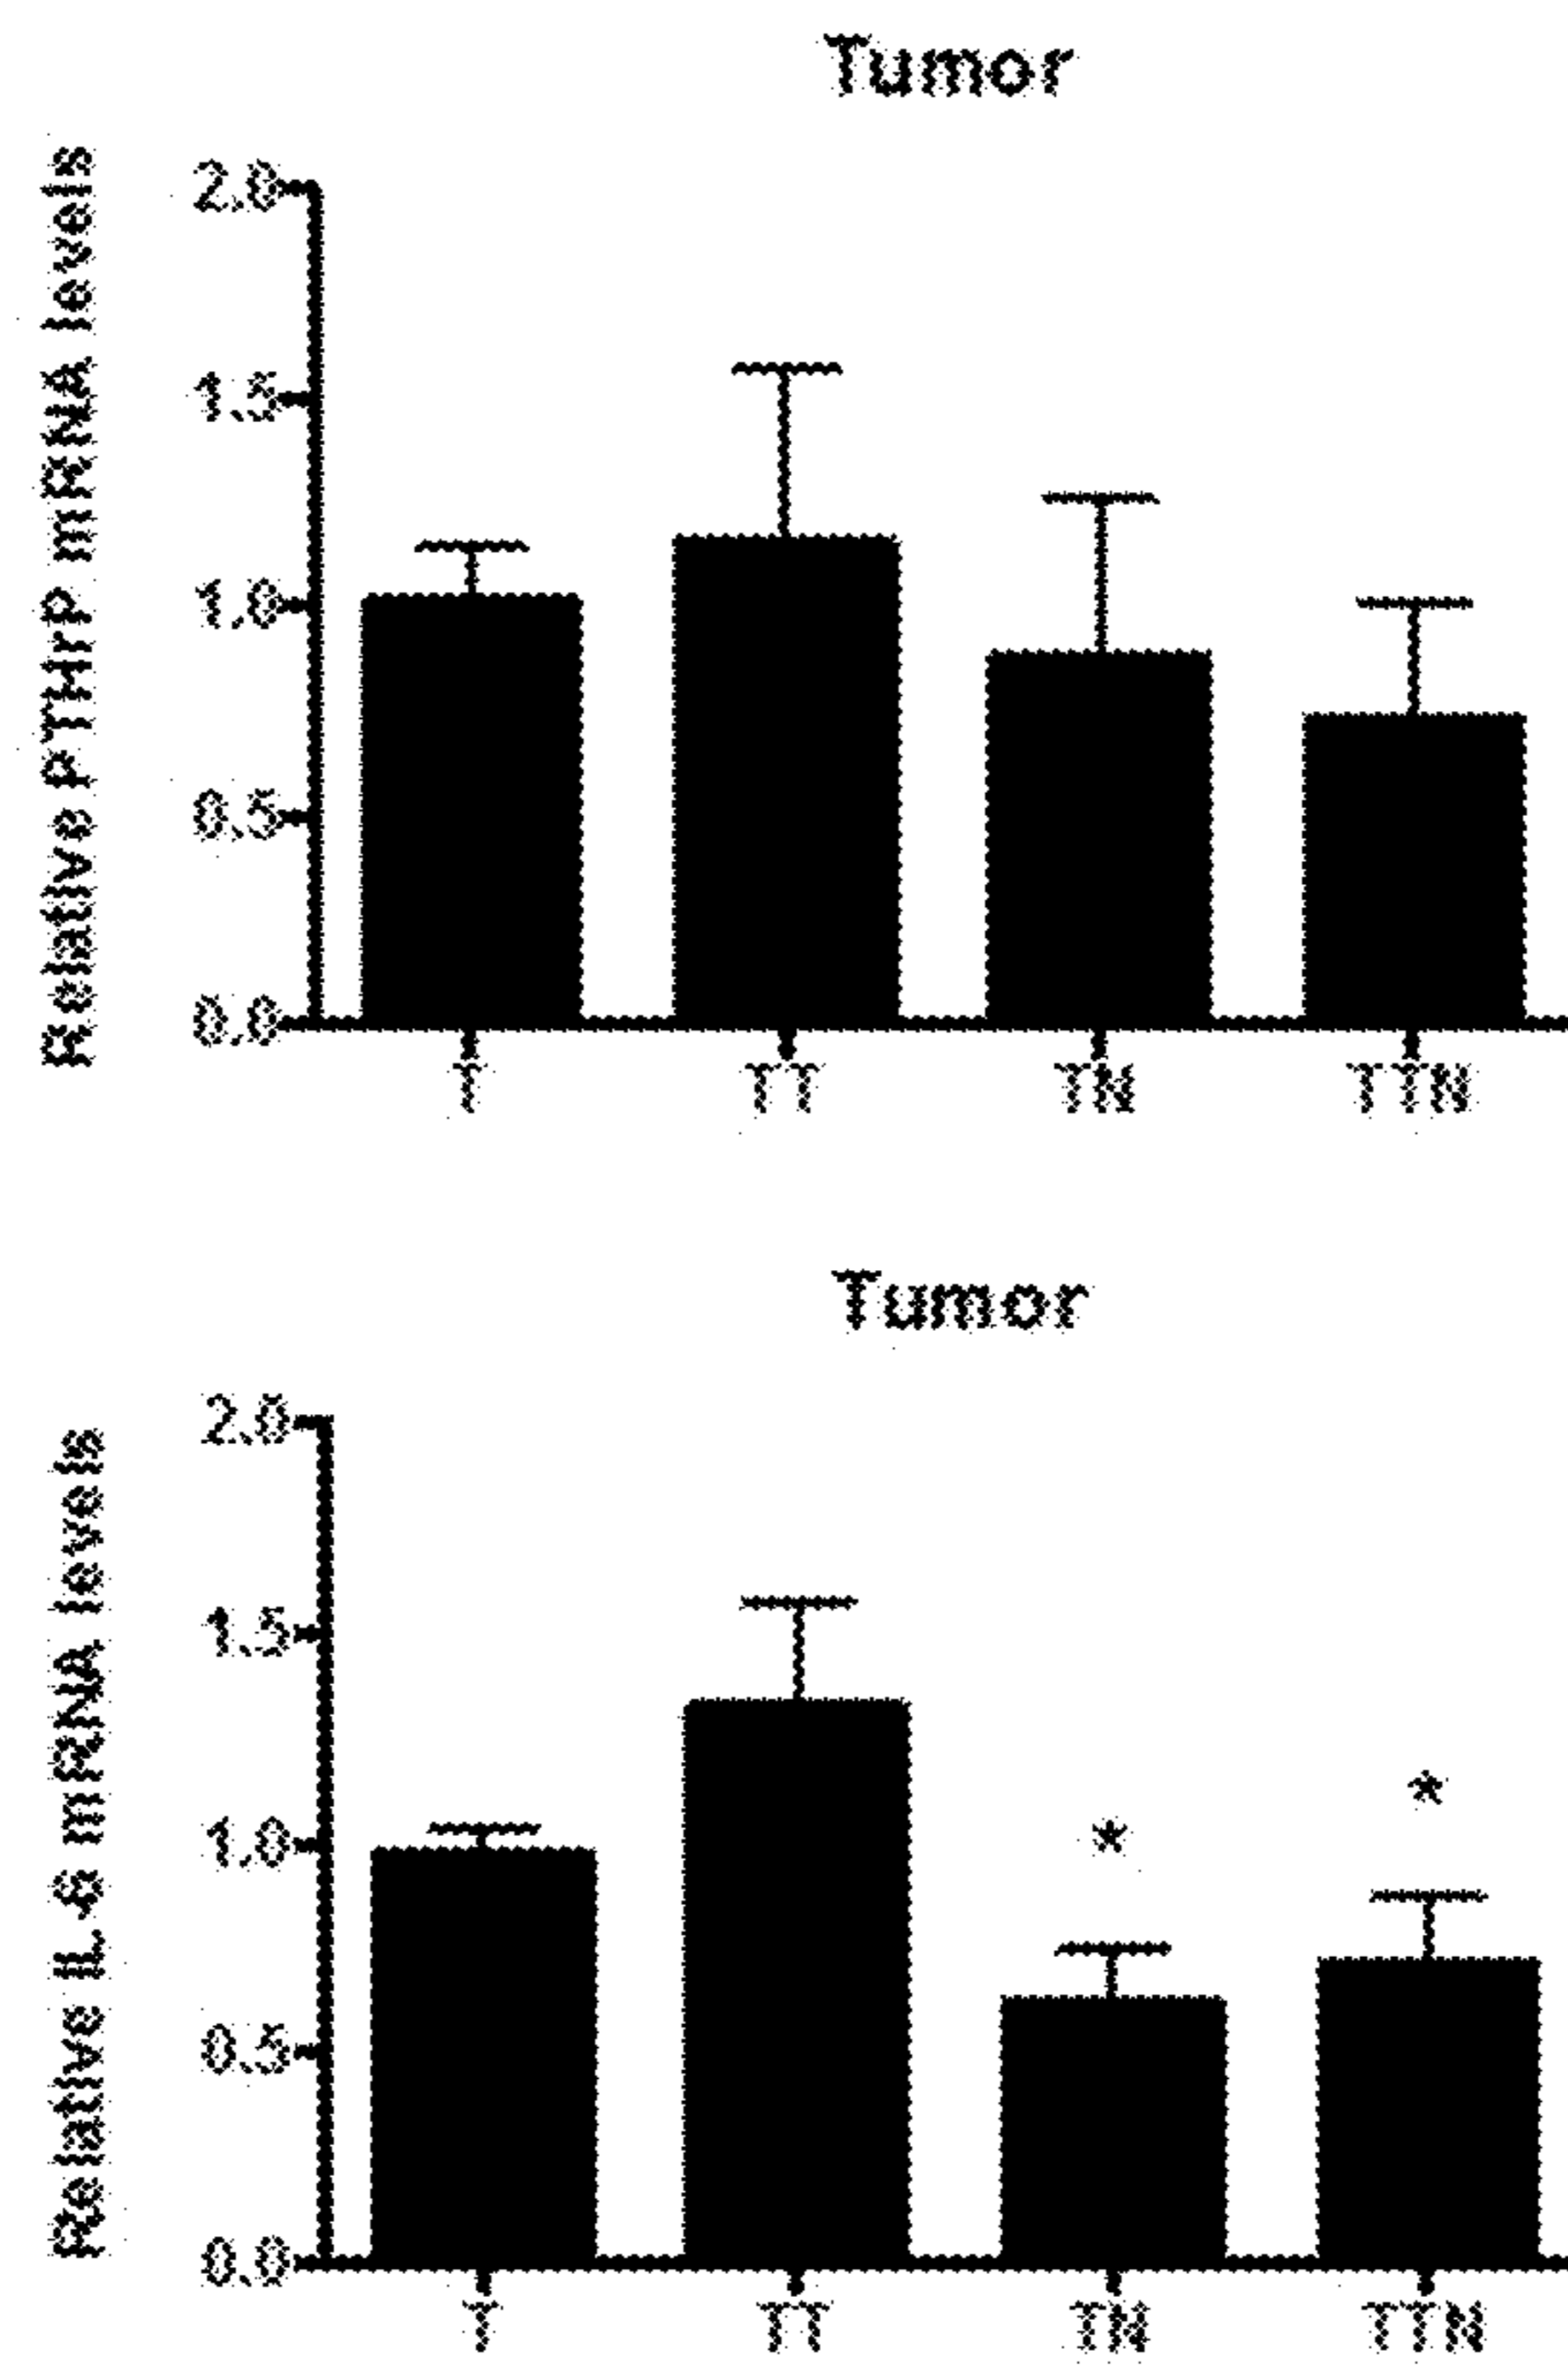 Tumor
Relative PTHrP mRNA levels
2.0
1.5
1.0
0.5
0.0
T TT TN TTN
Tumor
Relative IL-6 mRNA levels
2.0
1.5
* *
1.0
0.5
0.0
T TT TN TTN